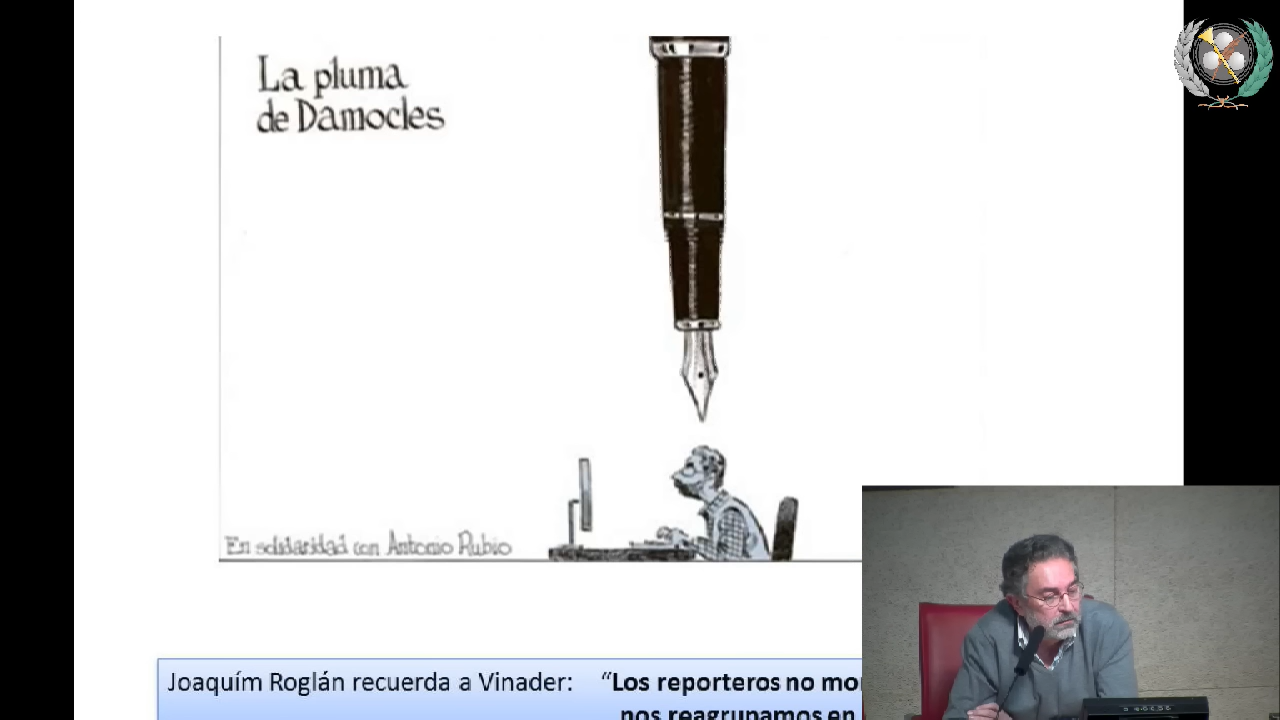 La pluma
de Damocles
En solidaridad con Antonio Rubio
Joaquím Roglán recuerda a Vinader: "Los reporteros no mo
nos reagrupamos en